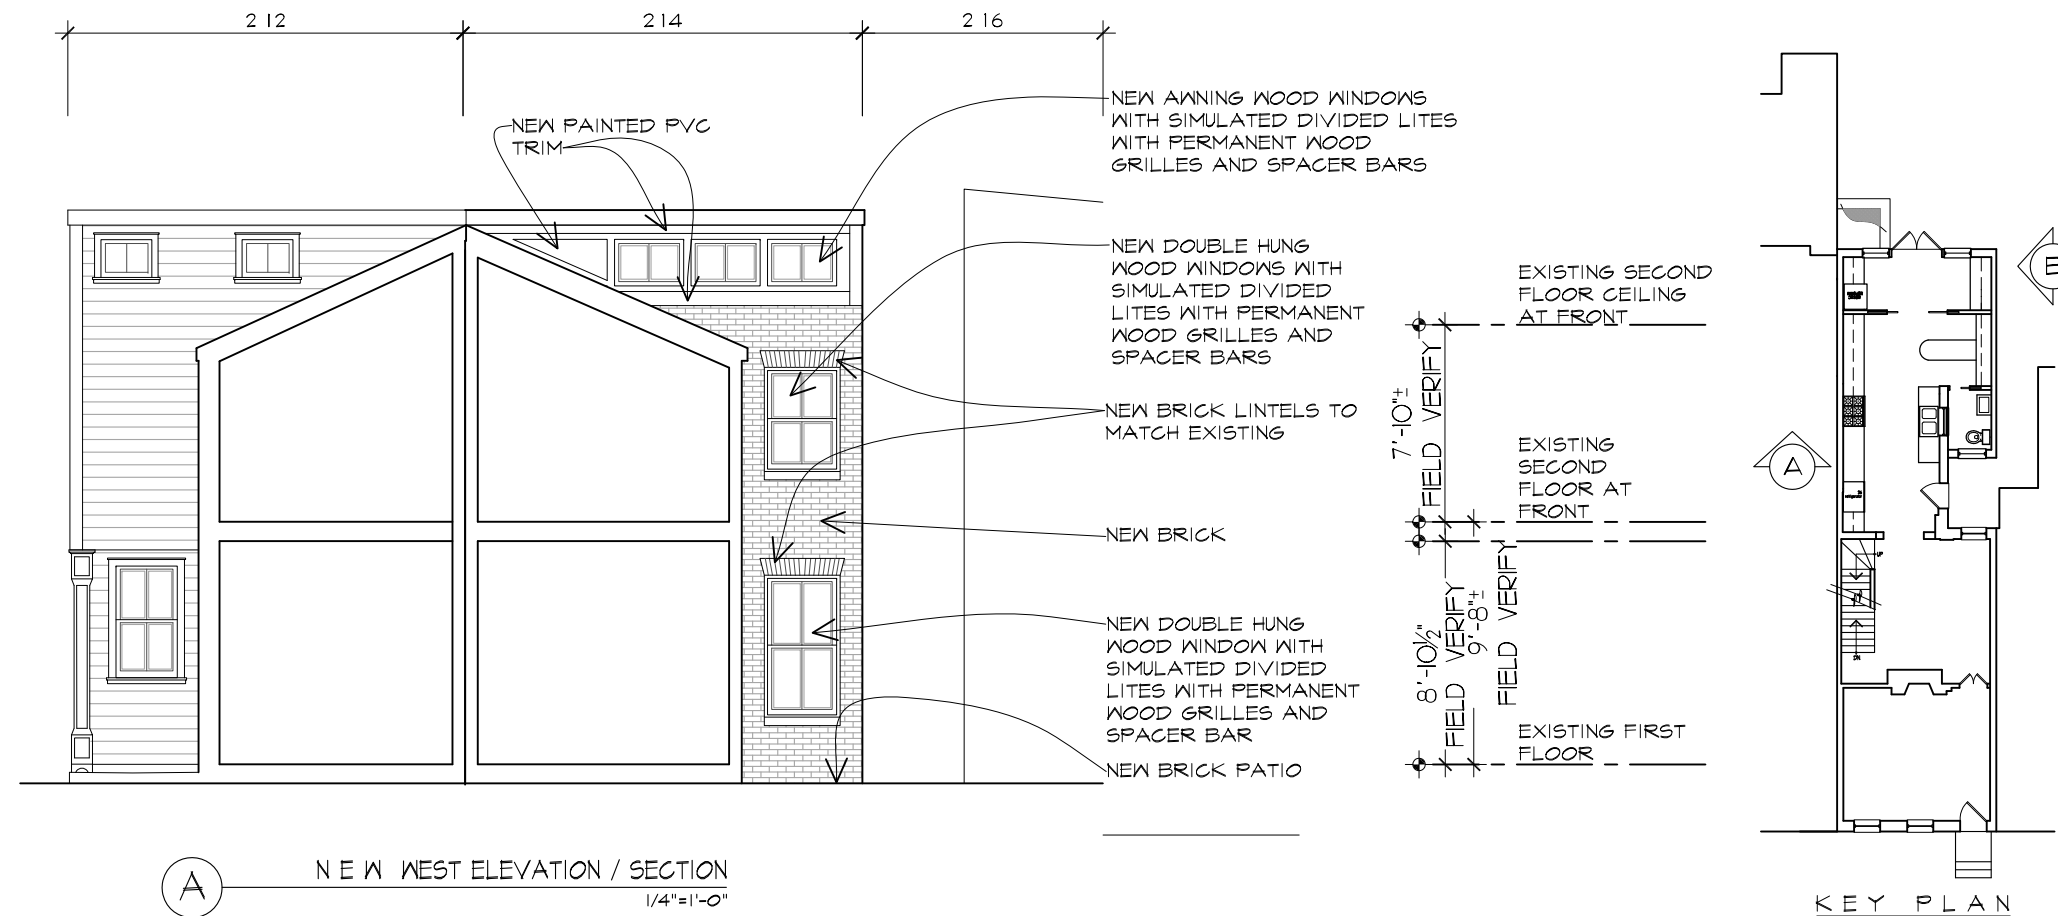 212
214
216
NEW PAINTED PVC
TRIM
NEW AWNING WOOD WINDOWS
WITH SIMULATED DIVIDED LITES
WITH PERMANENT WOOD
GRILLES AND SPACER BARS
NEW DOUBLE HUNG
WOOD WINDOWS WITH
SIMULATED DIVIDED
LITES WITH PERMANENT
WOOD GRILLES AND
SPACER BARS
NEW BRICK LINTELS TO
MATCH EXISTING
NEW BRICK
NEW DOUBLE HUNG
WOOD WINDOW WITH
SIMULATED DIVIDED
LITES WITH PERMANENT
WOOD GRILLES AND
SPACER BAR
NEW BRICK PATIO
EXISTING SECOND
FLOOR CEILING
AT FRONT
7'-10"±
FIELD VERIFY
EXISTING
SECOND
FLOOR AT
FRONT
8'-10½"
FIELD VERIFY
9'-8"±
FIELD VERIFY
EXISTING FIRST
FLOOR
A
B
UP
DN
A
NEW WEST ELEVATION / SECTION
1/4"=1'-0"
KEY PLAN